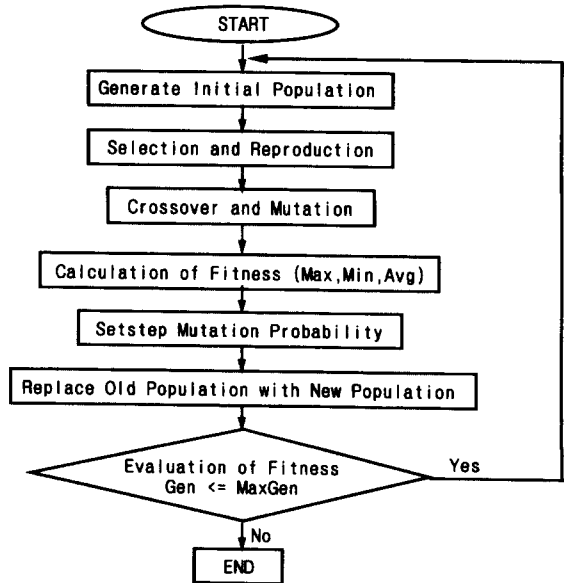 START
Generate Initial Population
Selection and Reproduction
Crossover and Mutation
Calculation of Fitness (Max,Min,Avg)
Setstep Mutation Probability
Replace Old Population with New Population
Evaluation of Fitness
Gen <= MaxGen
Yes
No
END